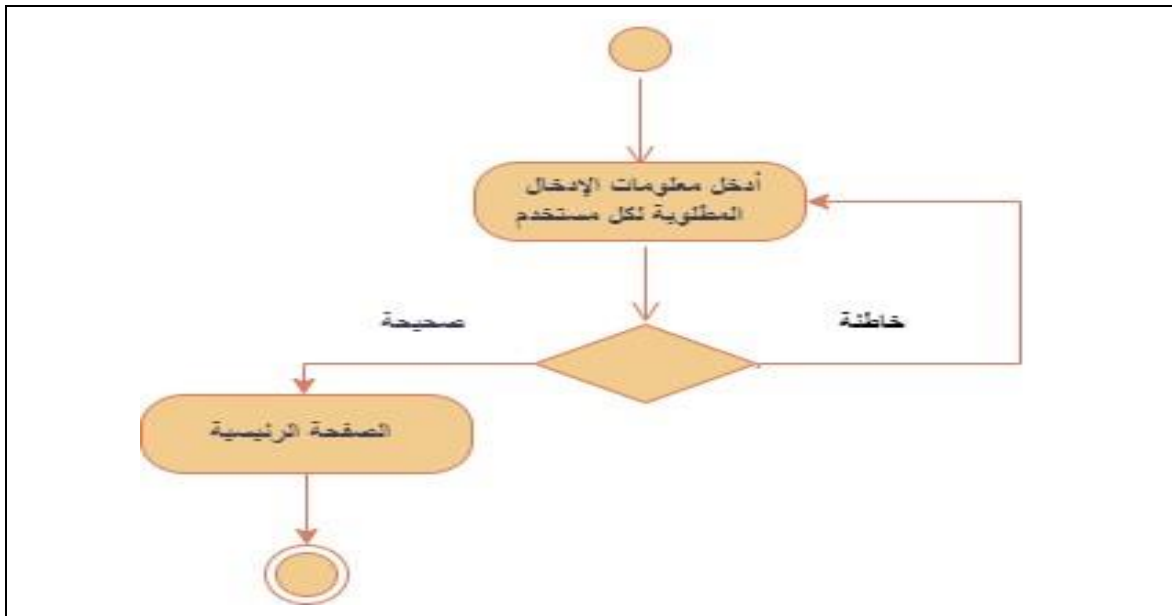 أدخل معلومات الإدخال
المطلوبة لكل مستخدم
صحيحة
خاطئة
الصفحة الرئيسية